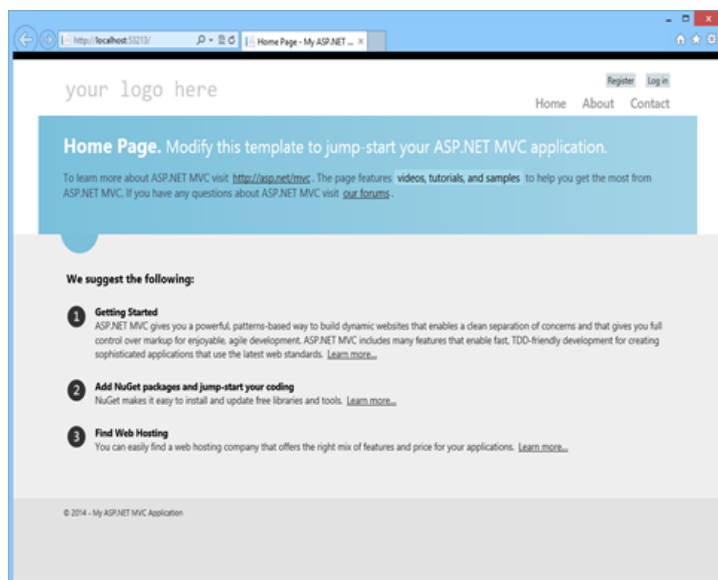 http://localhost:53213/
Home Page - My ASP.NET ...
your logo here
Register Log in
Home About Contact
Home Page. Modify this template to jump-start your ASP.NET MVC application.
To learn more about ASP.NET MVC visit http://asp.net/mvc. The page features videos, tutorials, and samples to help you get the most from
ASP.NET MVC. If you have any questions about ASP.NET MVC visit our forums.
We suggest the following:
1 Getting Started
ASP.NET MVC gives you a powerful, patterns-based way to build dynamic websites that enables a clean separation of concerns and that gives you full
control over markup for enjoyable, agile development. ASP.NET MVC includes many features that enable fast, TDD-friendly development for creating
sophisticated applications that use the latest web standards. Learn more...
2 Add NuGet packages and jump-start your coding
NuGet makes it easy to install and update free libraries and tools. Learn more...
3 Find Web Hosting
You can easily find a web hosting company that offers the right mix of features and price for your applications. Learn more...
© 2014 - My ASP.NET MVC Application